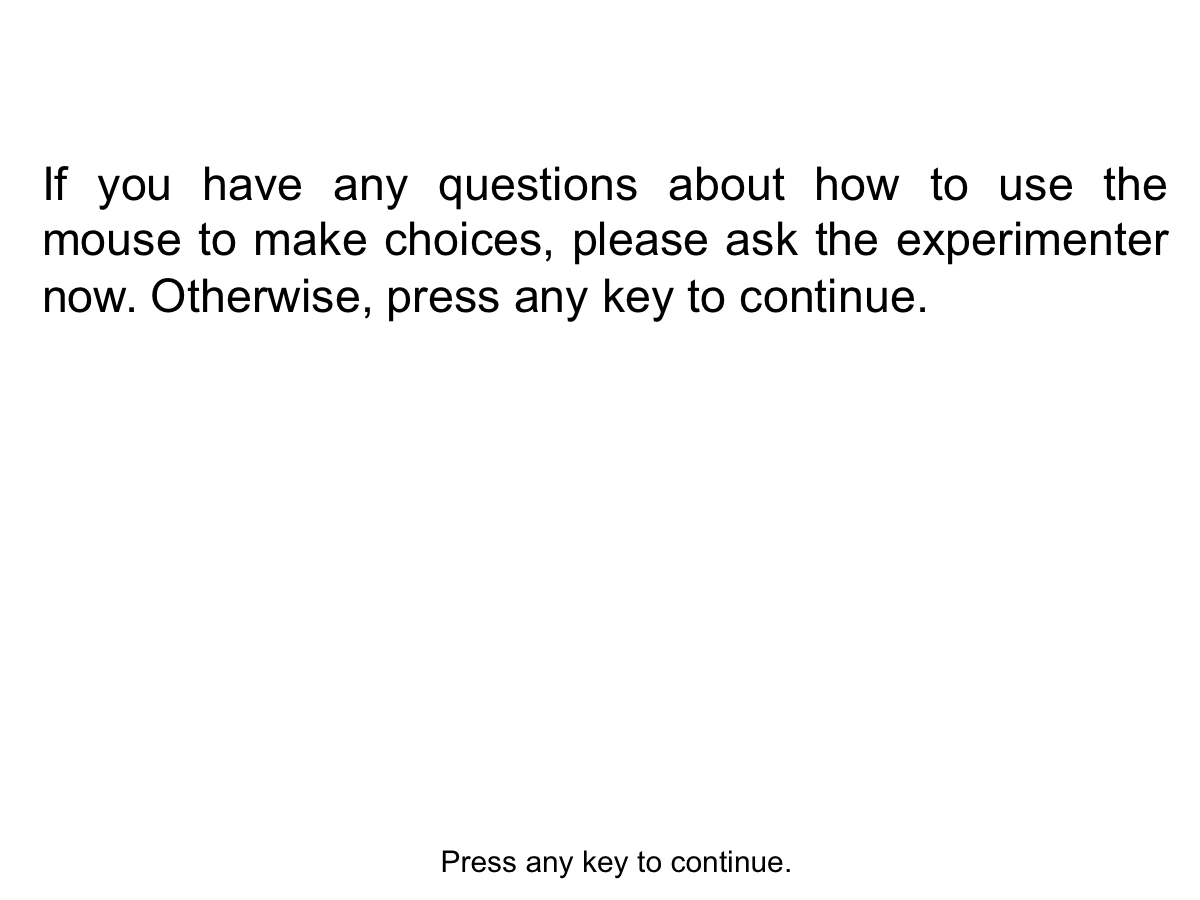 If you have any questions about how to use the
mouse to make choices, please ask the experimenter
now. Otherwise, press any key to continue.
Press any key to continue.